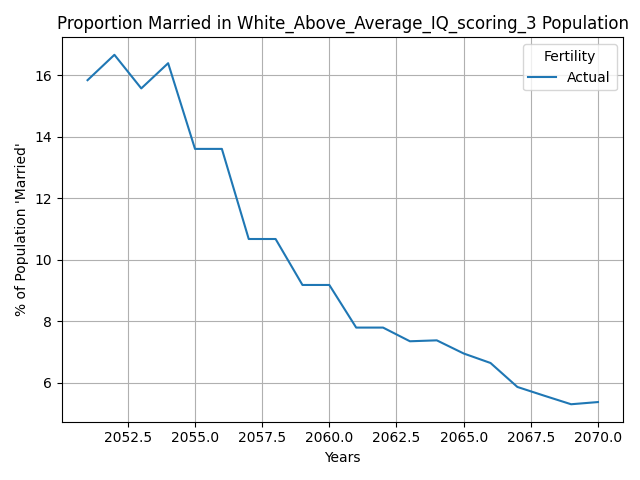 Proportion Married in White_Above_Average_IQ_scoring_3 Population
Fertility
Actual
% of Population 'Married'
16
14
12
10
8
6
2052.5 2055.0 2057.5 2060.0 2062.5 2065.0 2067.5 2070.0
Years